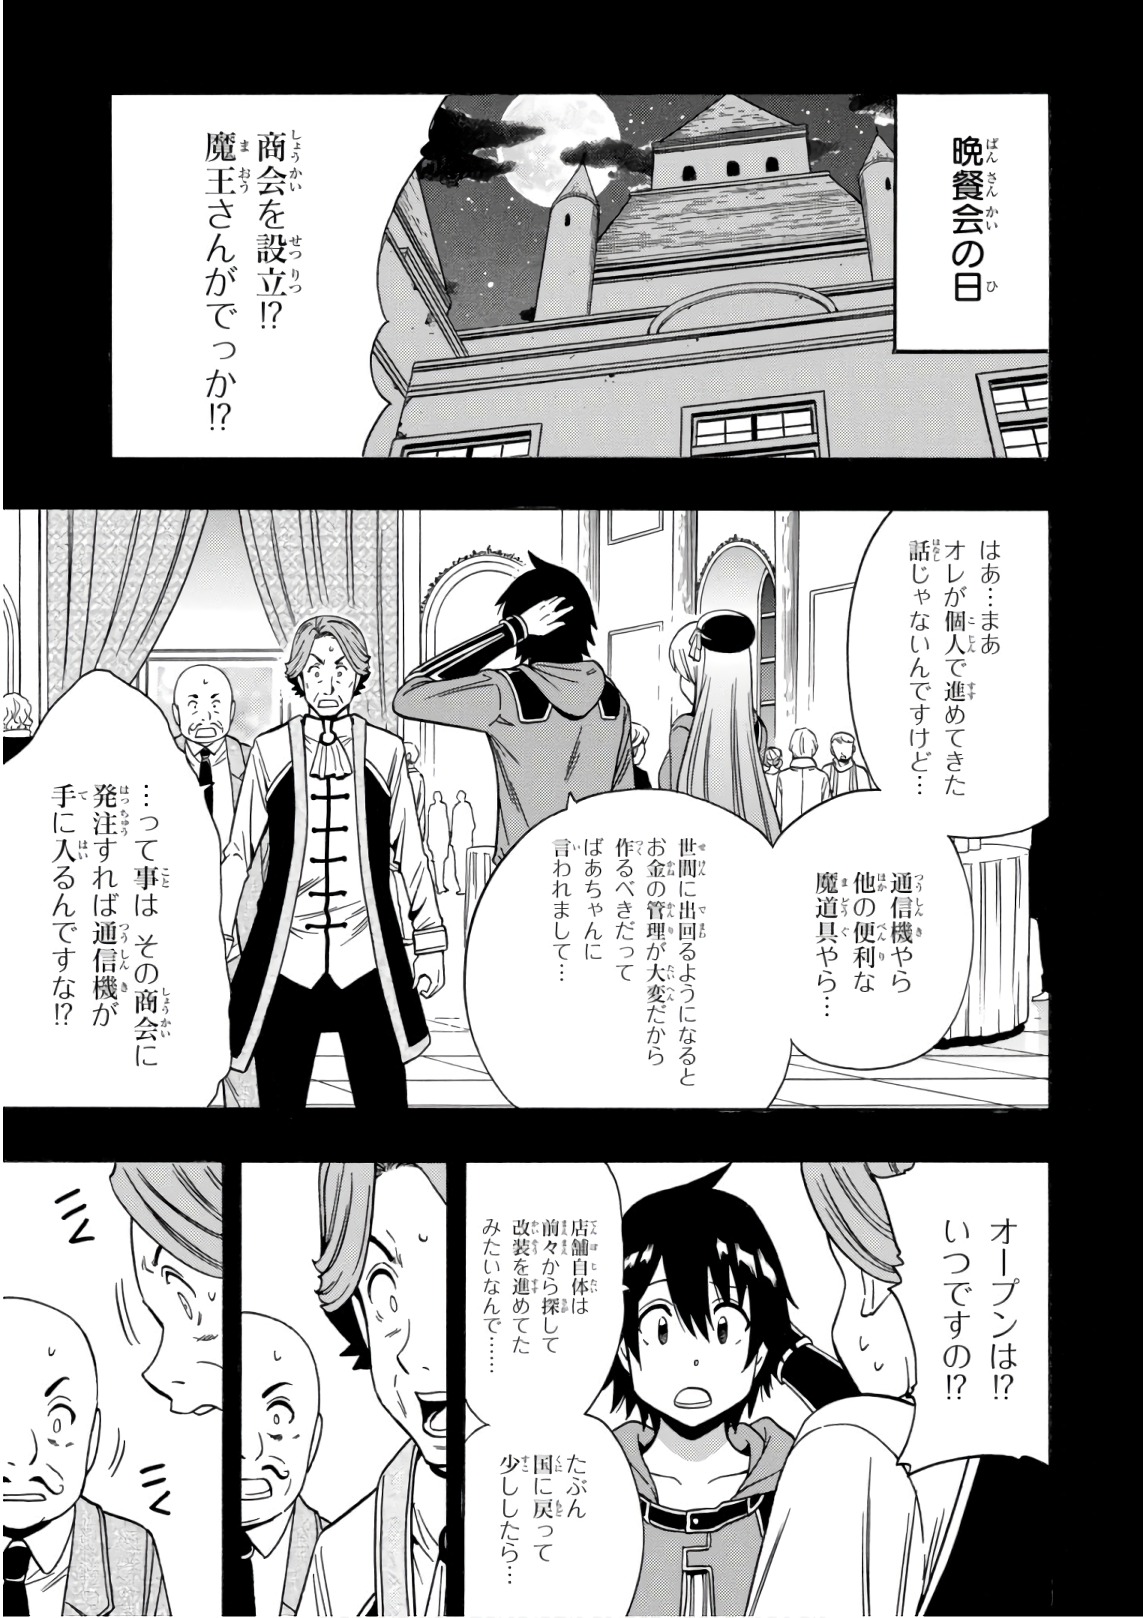 晩餐会の日
商会を設立!?
魔王さんがでっか!?
はあ…まあ
オレが個人で進めてきた
話じゃないんですけど…
通信機やら
他の便利な
魔道具やら…
世間に出回るようになると
お金の管理が大変だから
作るべきだって
ばあちゃんに
言われまして…
…って事は その商会に
発注すれば通信機が
手に入るんですな!?
オープンは!?
いつですの!?
店舗自体は
前々から探して
改装を進めてた
みたいなんで……
たぶん
国に戻って
少ししたら…